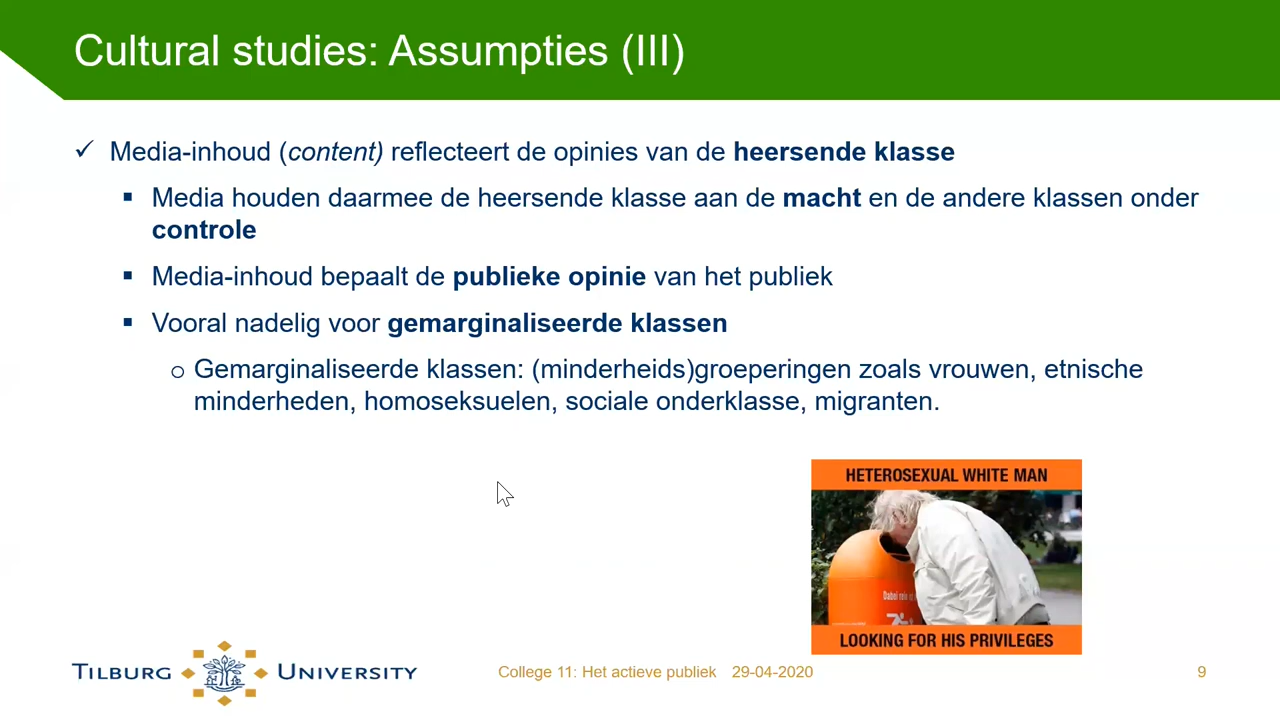 Cultural studies: Assumpties (III)
Media-inhoud (content) reflecteert de opinies van de heersende klasse
Media houden daarmee de heersende klasse aan de macht en de andere klassen onder
controle
Media-inhoud bepaalt de publieke opinie van het publiek
Vooral nadelig voor gemarginaliseerde klassen
Gemarginaliseerde klassen: (minderheids)groeperingen zoals vrouwen, etnische
minderheden, homoseksuelen, sociale onderklasse, migranten.
HETEROSEXUAL WHITE MAN
LOOKING FOR HIS PRIVILEGES
TILBURG UNIVERSITY
College 11: Het actieve publiek 29-04-2020
9